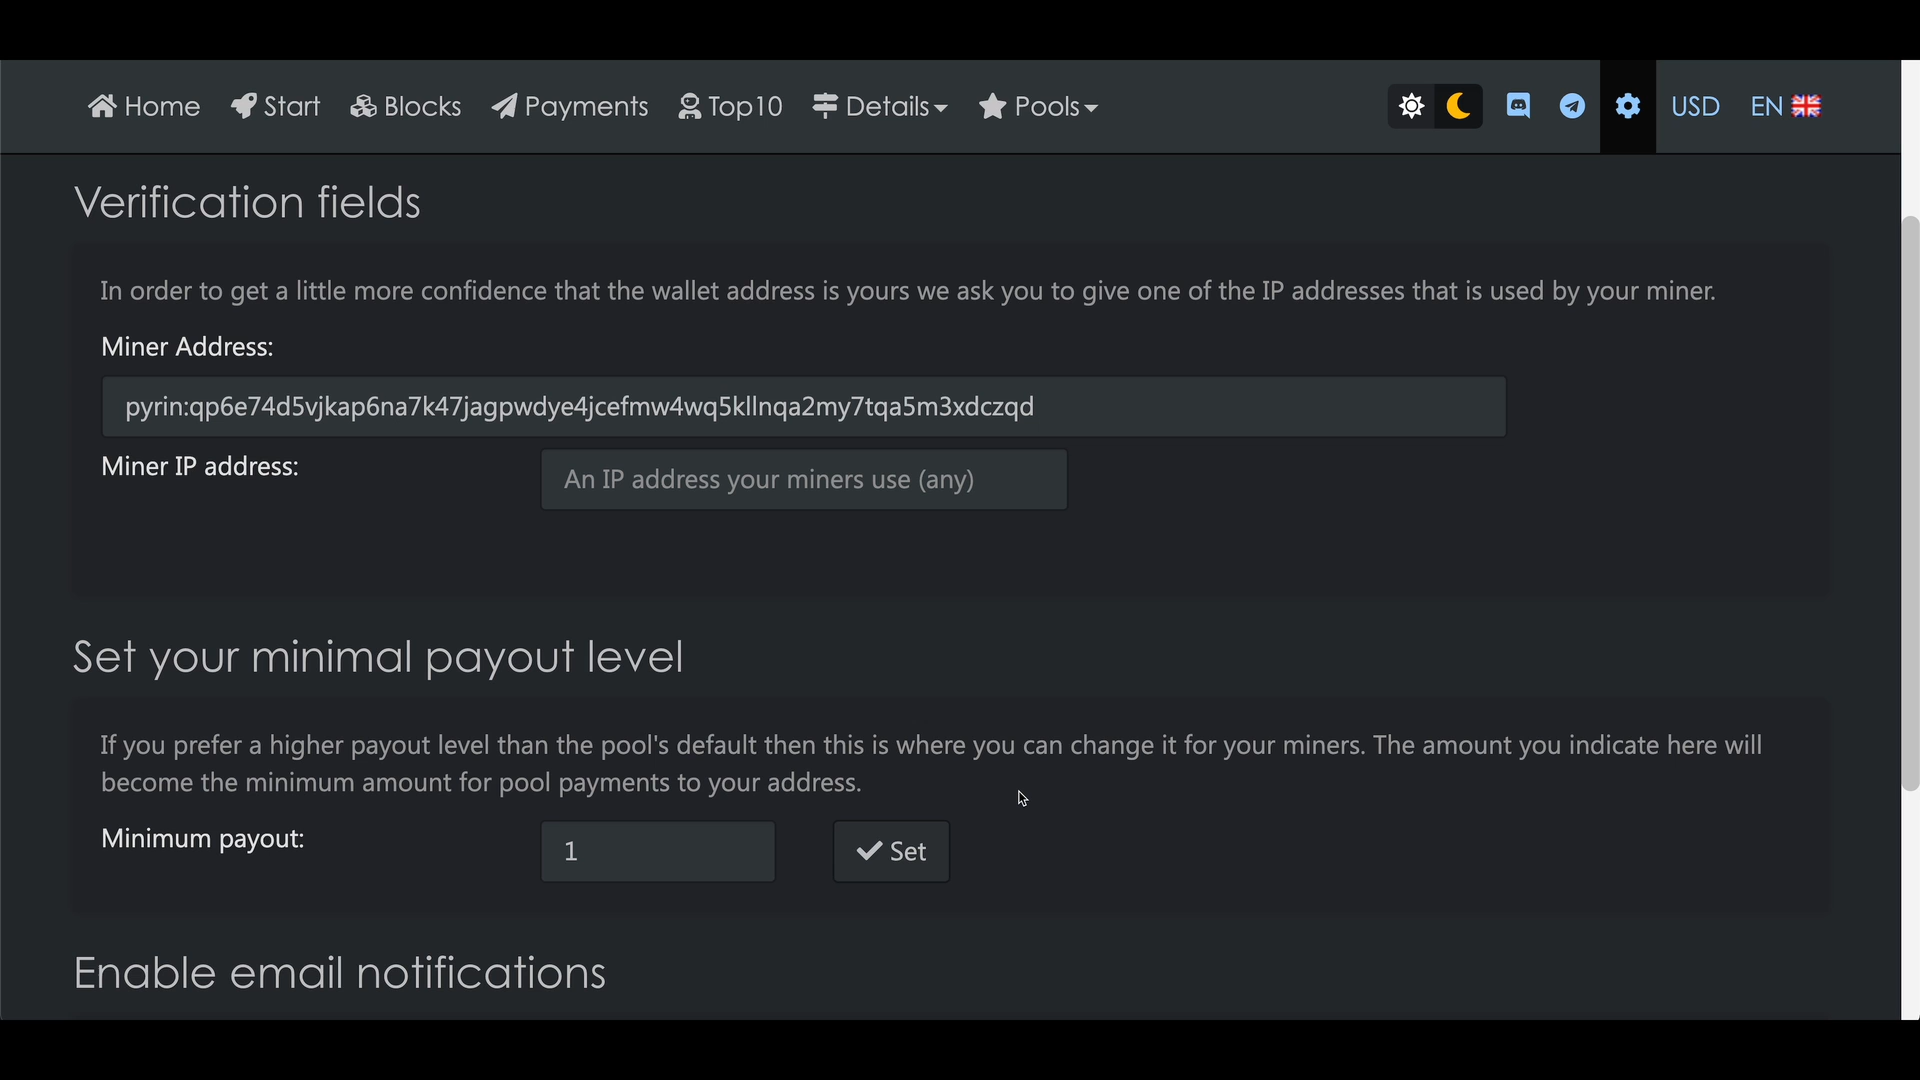 Home Start Blocks Payments Top10 Details Pools USD EN
Verification fields
In order to get a little more confidence that the wallet address is yours we ask you to give one of the IP addresses that is used by your miner.
Miner Address:
pyrin:qp6e74d5vjkap6na7k47jagpwdye4jcefmw4wq5kllnqa2my7tqa5m3xdczqd
Miner IP address: An IP address your miners use (any)
Set your minimal payout level
If you prefer a higher payout level than the pool's default then this is where you can change it for your miners. The amount you indicate here will
become the minimum amount for pool payments to your address.
Minimum payout: 1 Set
Enable email notifications